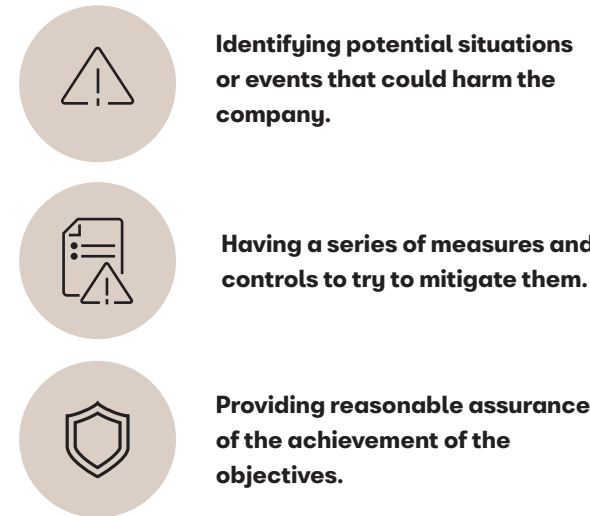 Identifying potential situations
or events that could harm the
company.
Having a series of measures and
controls to try to mitigate them.
Providing reasonable assurance
of the achievement of the
objectives.